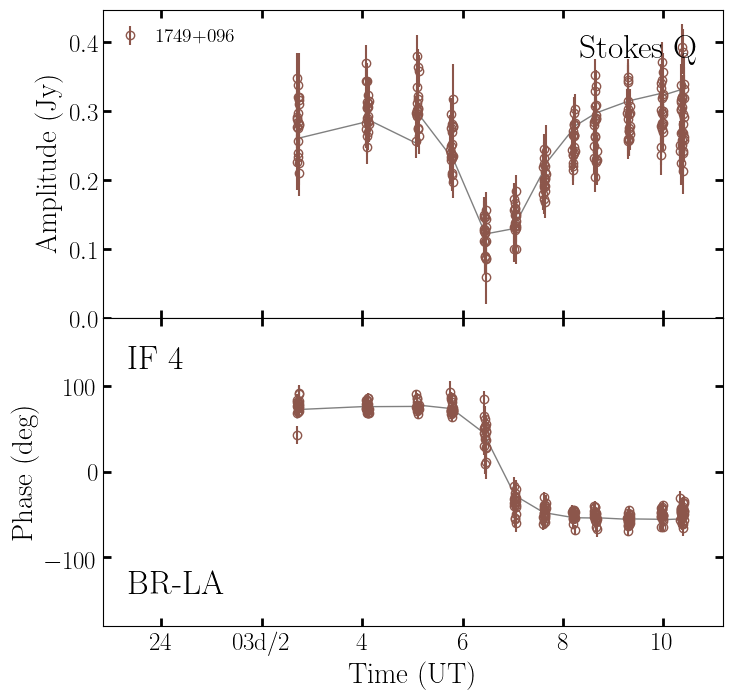 1749+096
Stokes Q
Amplitude (Jy)
0.4
0.3
0.2
0.1
0.0
IF 4
Phase (deg)
100
0
−100
BR-LA
24 03d/2 4 6 8 10
Time (UT)